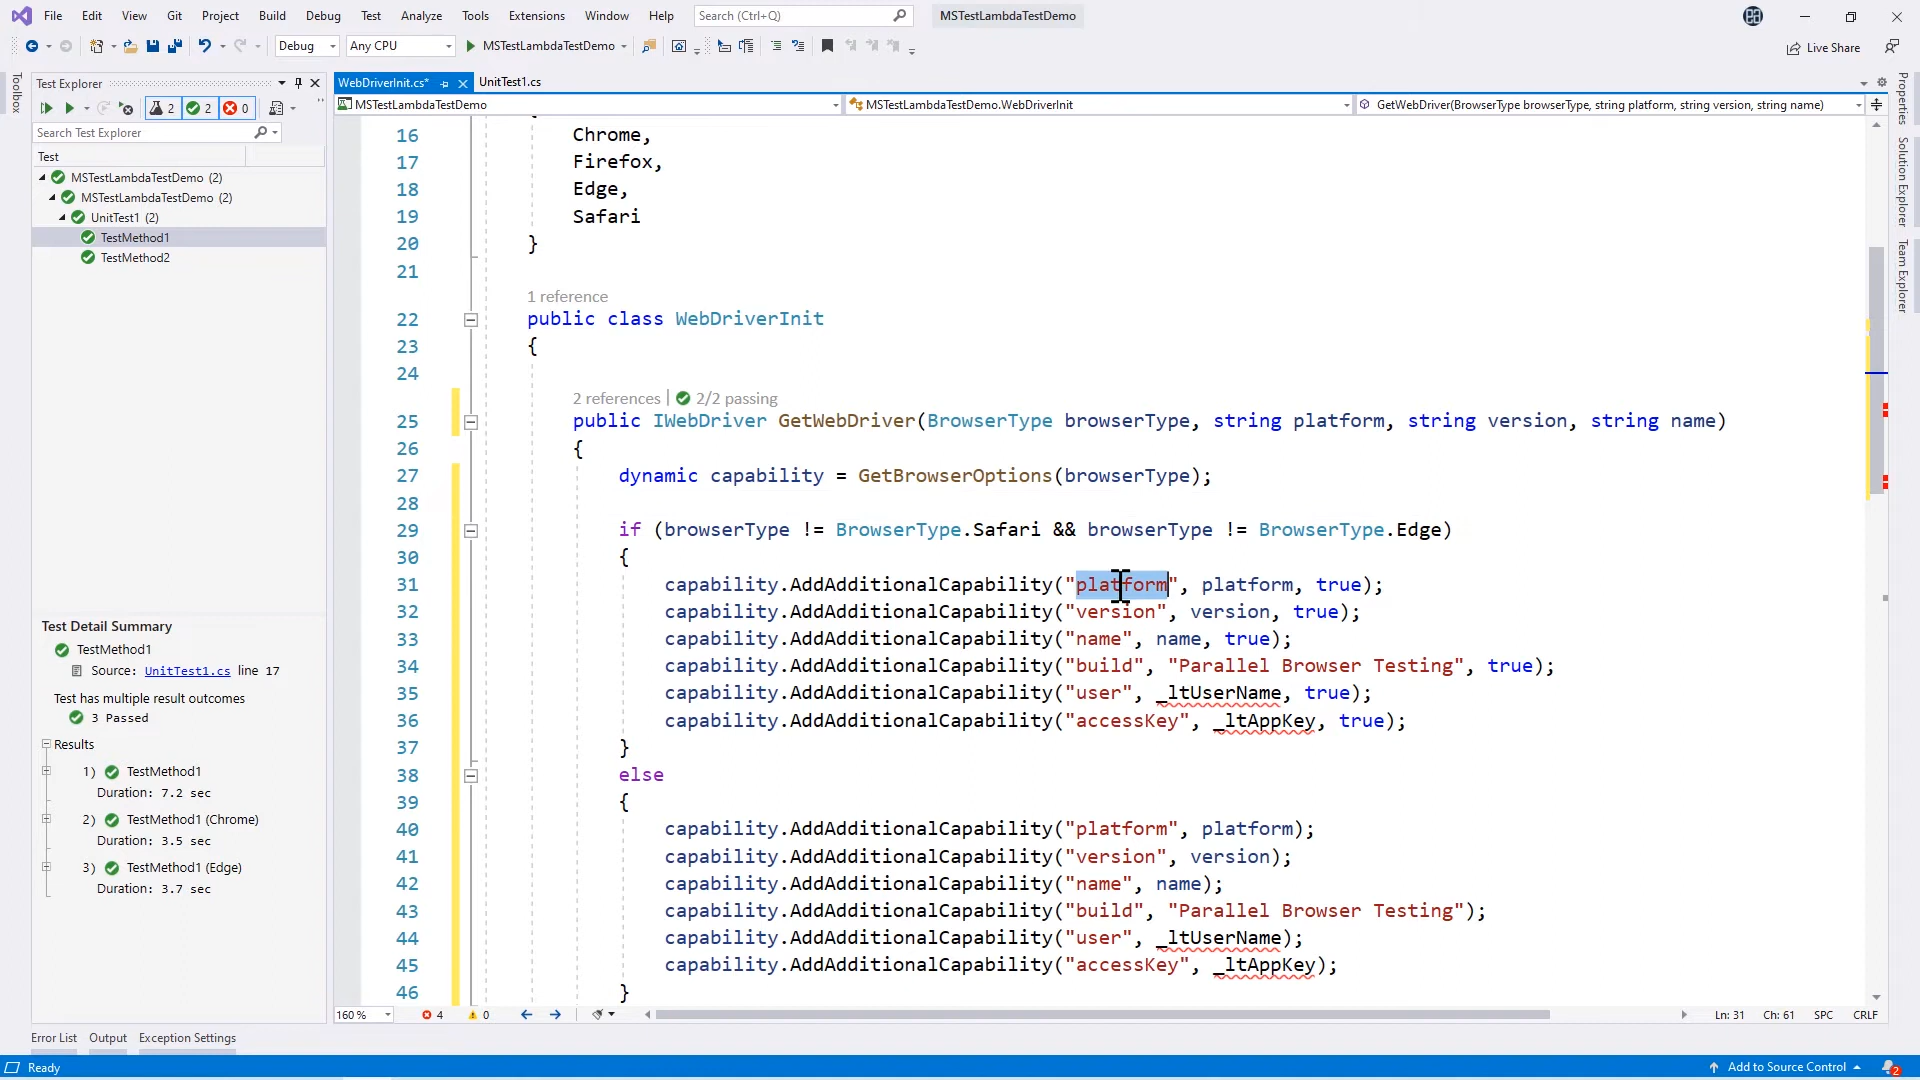 File Edit View Git Project Build Debug Test Analyze Tools Extensions Window Help Search (Ctrl+Q) MSTestLambdaTestDemo
Debug Any CPU MSTestLambdaTestDemo Live Share
Toolbox
Test Explorer
2 2 0
Search Test Explorer
Test
MSTestLambdaTestDemo (2)
MSTestLambdaTestDemo (2)
UnitTest1 (2)
TestMethod1
TestMethod2
Test Detail Summary
TestMethod1
Source: UnitTest1.cs line 17
Test has multiple result outcomes
3 Passed
Results
1) TestMethod1
Duration: 7.2 sec
2) TestMethod1 (Chrome)
Duration: 3.5 sec
3) TestMethod1 (Edge)
Duration: 3.7 sec
WebDriverInit.cs* UnitTest1.cs
MSTestLambdaTestDemo MSTestLambdaTestDemo.WebDriverInit GetWebDriver(BrowserType browserType, string platform, string version, string name)
16 Chrome,
17 Firefox,
18 Edge,
19 Safari
20 }
21
1 reference
22 public class WebDriverInit
23 {
24
2 references | 2/2 passing
25 public IWebDriver GetWebDriver(BrowserType browserType, string platform, string version, string name)
26 {
27 dynamic capability = GetBrowserOptions(browserType);
28
29 if (browserType != BrowserType.Safari && browserType != BrowserType.Edge)
30 {
31 capability.AddAdditionalCapability("platform", platform, true);
32 capability.AddAdditionalCapability("version", version, true);
33 capability.AddAdditionalCapability("name", name, true);
34 capability.AddAdditionalCapability("build", "Parallel Browser Testing", true);
35 capability.AddAdditionalCapability("user", _ltUserName, true);
36 capability.AddAdditionalCapability("accessKey", _ltAppKey, true);
37 }
38 else
39 {
40 capability.AddAdditionalCapability("platform", platform);
41 capability.AddAdditionalCapability("version", version);
42 capability.AddAdditionalCapability("name", name);
43 capability.AddAdditionalCapability("build", "Parallel Browser Testing");
44 capability.AddAdditionalCapability("user", _ltUserName);
45 capability.AddAdditionalCapability("accessKey", _ltAppKey);
46 }
160 % 4 0 Ln: 31 Ch: 61 SPC CRLF
Properties
Solution Explorer
Team Explorer
Error List Output Exception Settings
Ready Add to Source Control 2